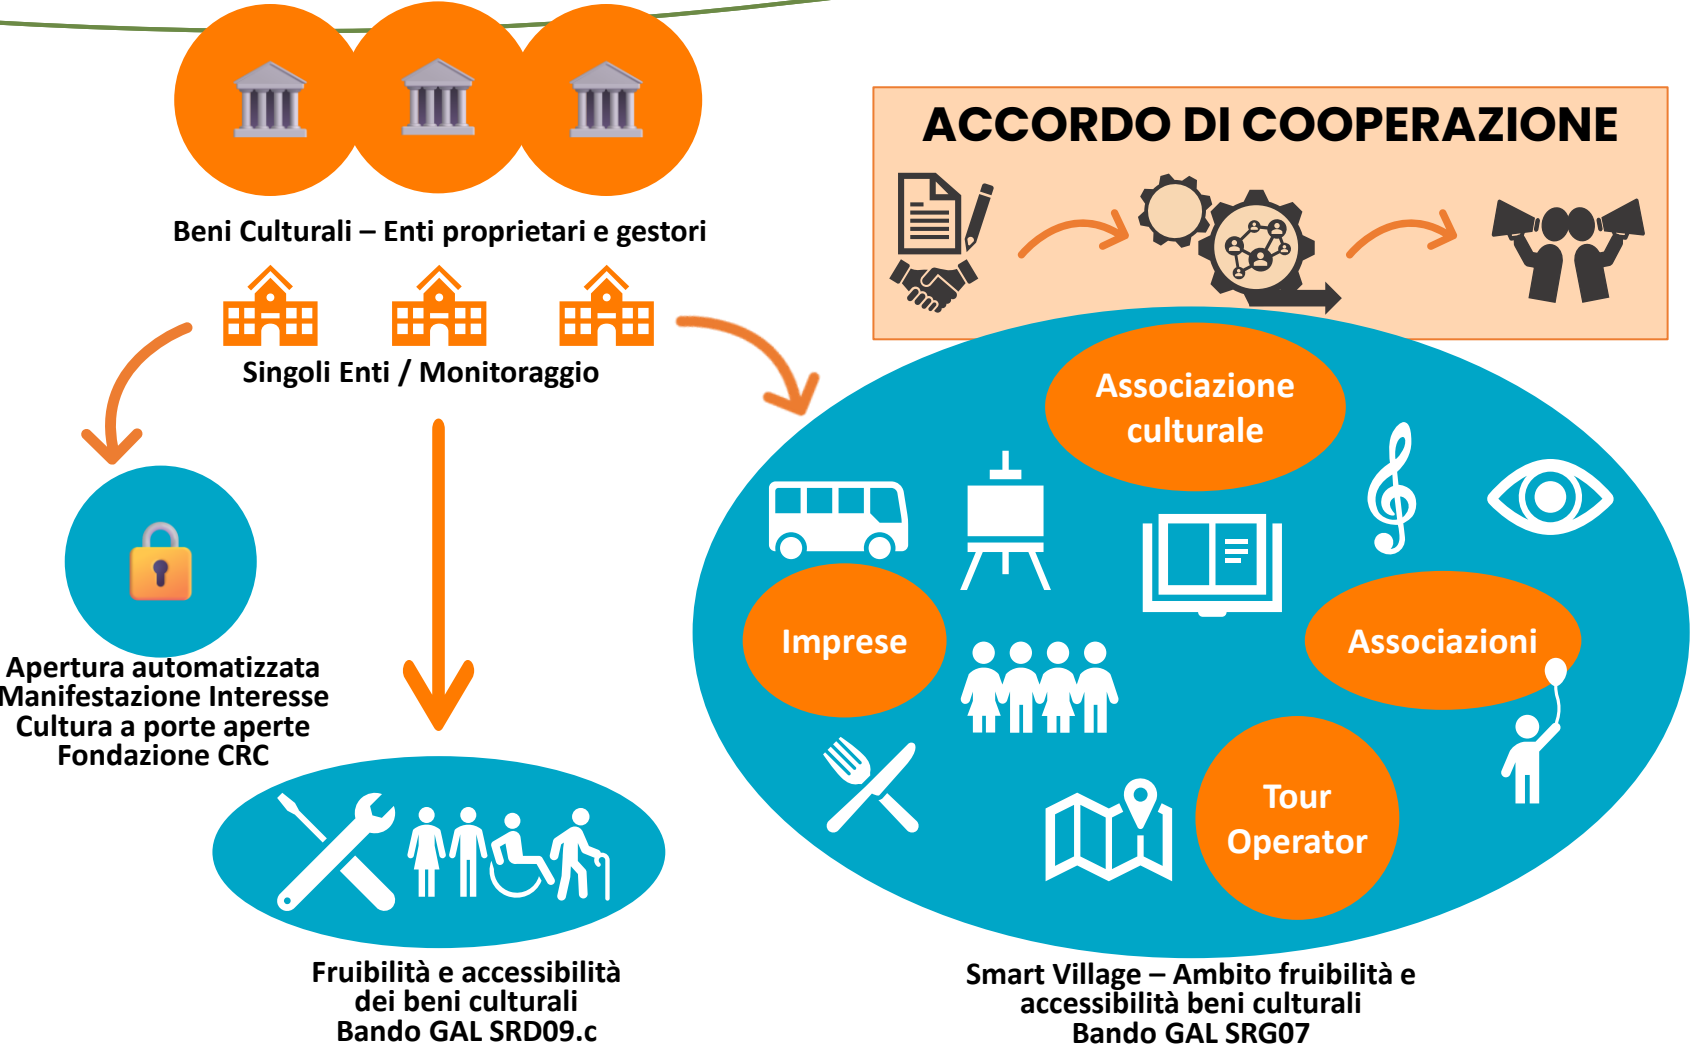 ACCORDO DI COOPERAZIONE
Beni Culturali – Enti proprietari e gestori
Singoli Enti / Monitoraggio
Associazione
culturale
Imprese
Associazioni
Tour
Operator
Apertura automatizzata
Manifestazione Interesse
Cultura a porte aperte
Fondazione CRC
Fruibilità e accessibilità
dei beni culturali
Bando GAL SRD09.c
Smart Village – Ambito fruibilità e
accessibilità beni culturali
Bando GAL SRG07